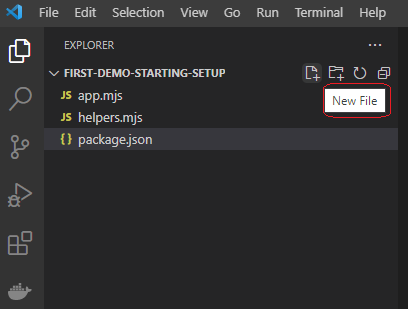 File Edit Selection View Go Run Terminal Help
EXPLORER
FIRST-DEMO-STARTING-SETUP
JS app.mjs
New File
JS helpers.mjs
{} package.json